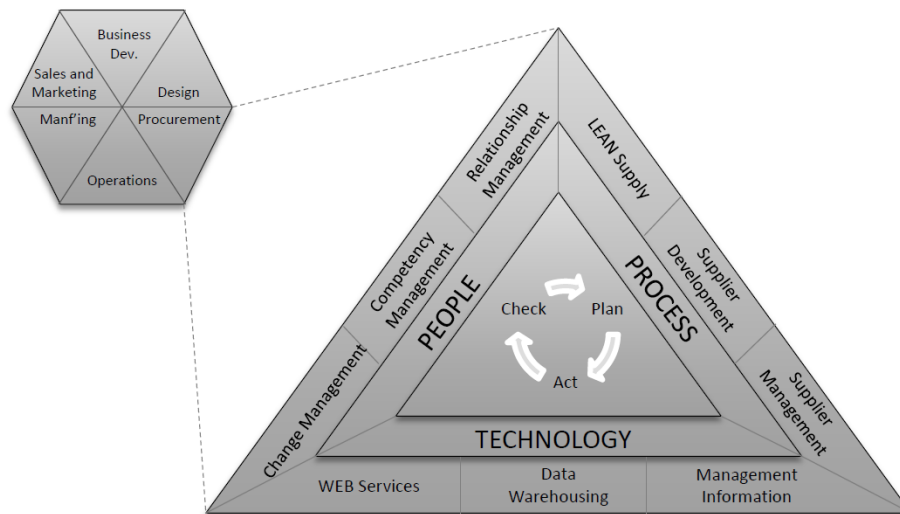 Business
Dev.
Sales and
Marketing
Design
Manf'ing
Procurement
Operations
Relationship
Management
LEAN Supply
Competency
Management
Supplier
Development
PEOPLE
PROCESS
Check
Plan
Act
Change Management
Supplier
Management
TECHNOLOGY
WEB Services
Data
Warehousing
Management
Information